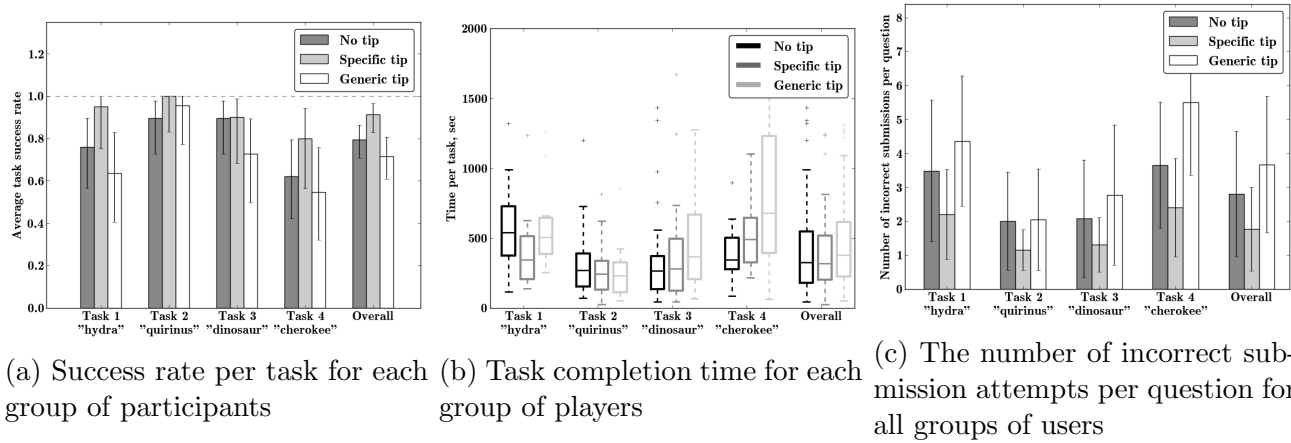 1.2
1.0
0.8
0.6
0.4
0.2
0.0
Average task success rate
No tip
Specific tip
Generic tip
Task 1 Task 2 Task 3 Task 4 Overall
"hydra" "quirinus" "dinosaur" "cherokee"
(a) Success rate per task for each
group of participants
2000
1500
1000
500
0
Time per task, sec
No tip
Specific tip
Generic tip
Task 1 Task 2 Task 3 Task 4 Overall
"hydra" "quirinus" "dinosaur" "cherokee"
(b) Task completion time for each
group of players
8
7
6
5
4
3
2
1
0
Number of incorrect submissions per question
No tip
Specific tip
Generic tip
Task 1 Task 2 Task 3 Task 4 Overall
"hydra" "quirinus" "dinosaur" "cherokee"
(c) The number of incorrect sub-
mission attempts per question for
all groups of users